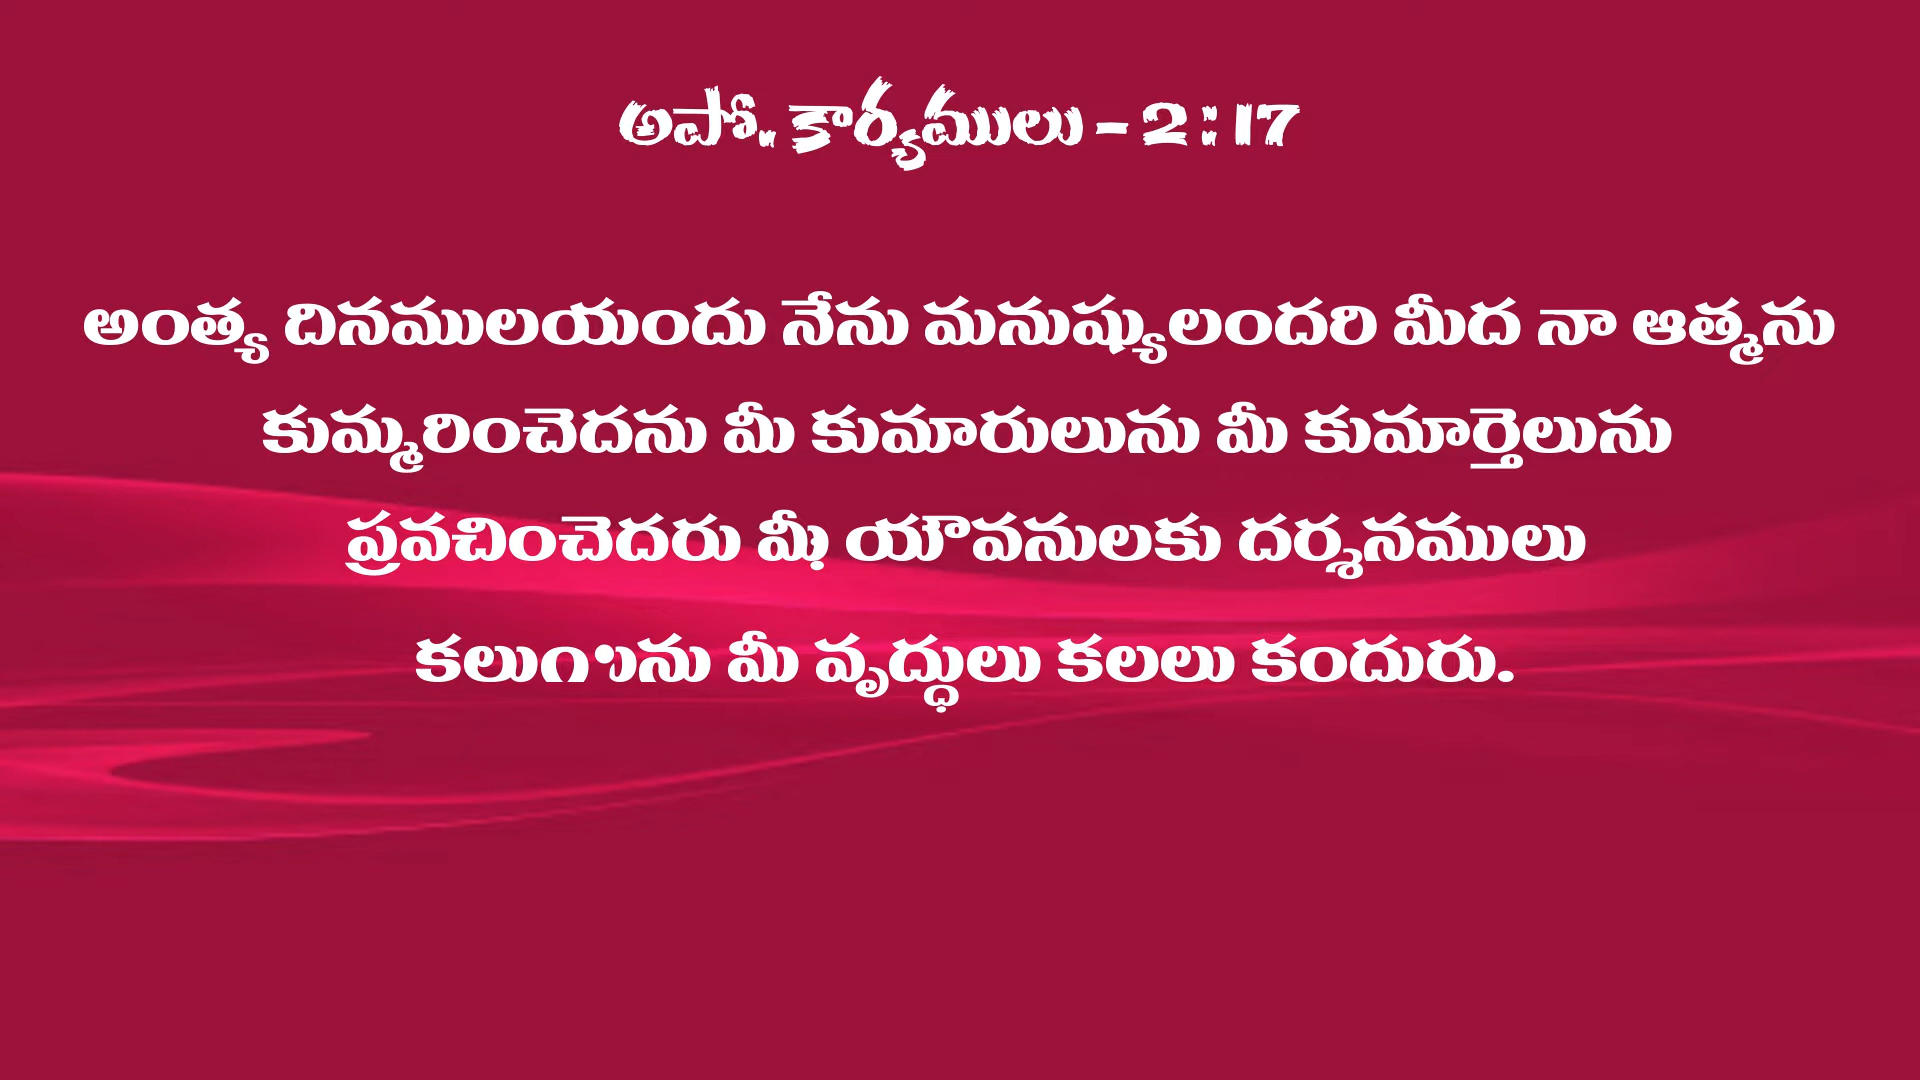 అపో. కార్యములు - 2 : 17
అంత్య దినములయందు నేను మనుష్యులందరి మీద నా ఆత్మను
కుమ్మరించెదను మీ కుమారులును మీ కుమార్తెలును
ప్రవచించెదరు మీ యౌవనులకు దర్శనములు
మీ వృద్ధులు కలలు కందురు.